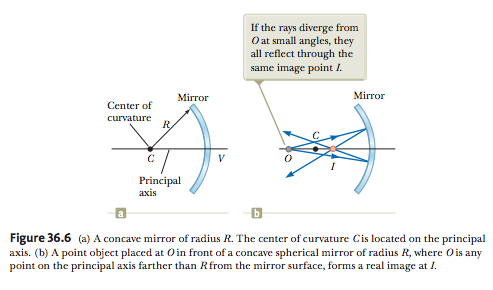 If the rays diverge from
O at small angles, they
all reflect through the
same image point I.
Mirror
Center of
curvature
R
C
V
Principal
axis
a
Mirror
C
O
I
b
Figure 36.6 (a) A concave mirror of radius R. The center of curvature C is located on the principal
axis. (b) A point object placed at O in front of a concave spherical mirror of radius R, where O is any
point on the principal axis farther than R from the mirror surface, forms a real image at I.